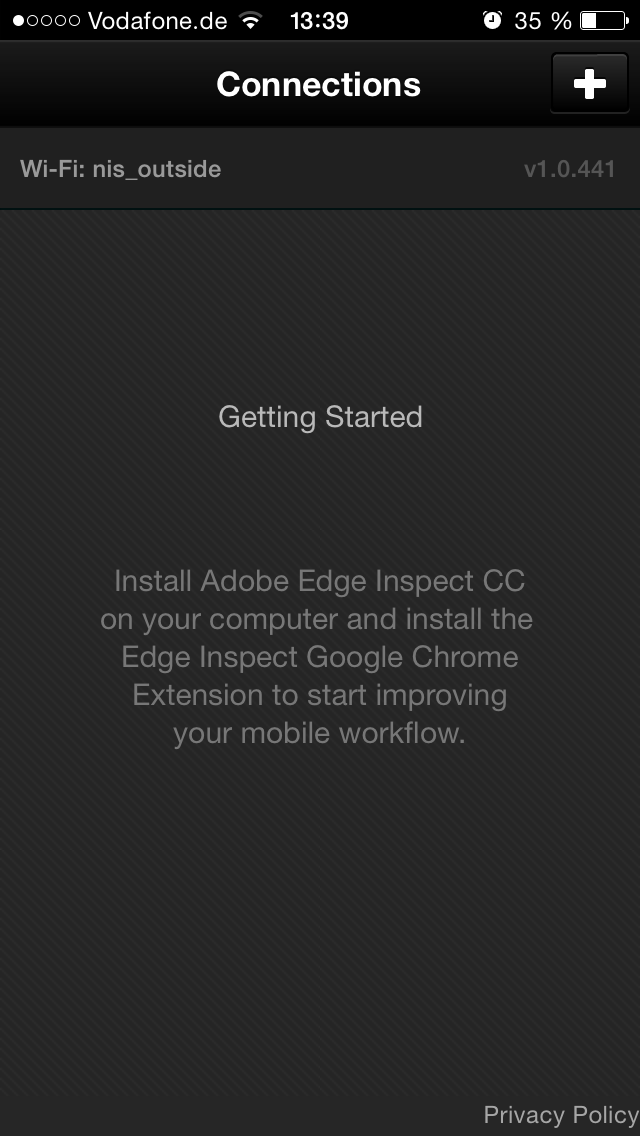 Vodafone.de 13:39 35 %
Connections
Wi-Fi: nis_outside v1.0.441
Getting Started
Install Adobe Edge Inspect CC
on your computer and install the
Edge Inspect Google Chrome
Extension to start improving
your mobile workflow.
Privacy Policy